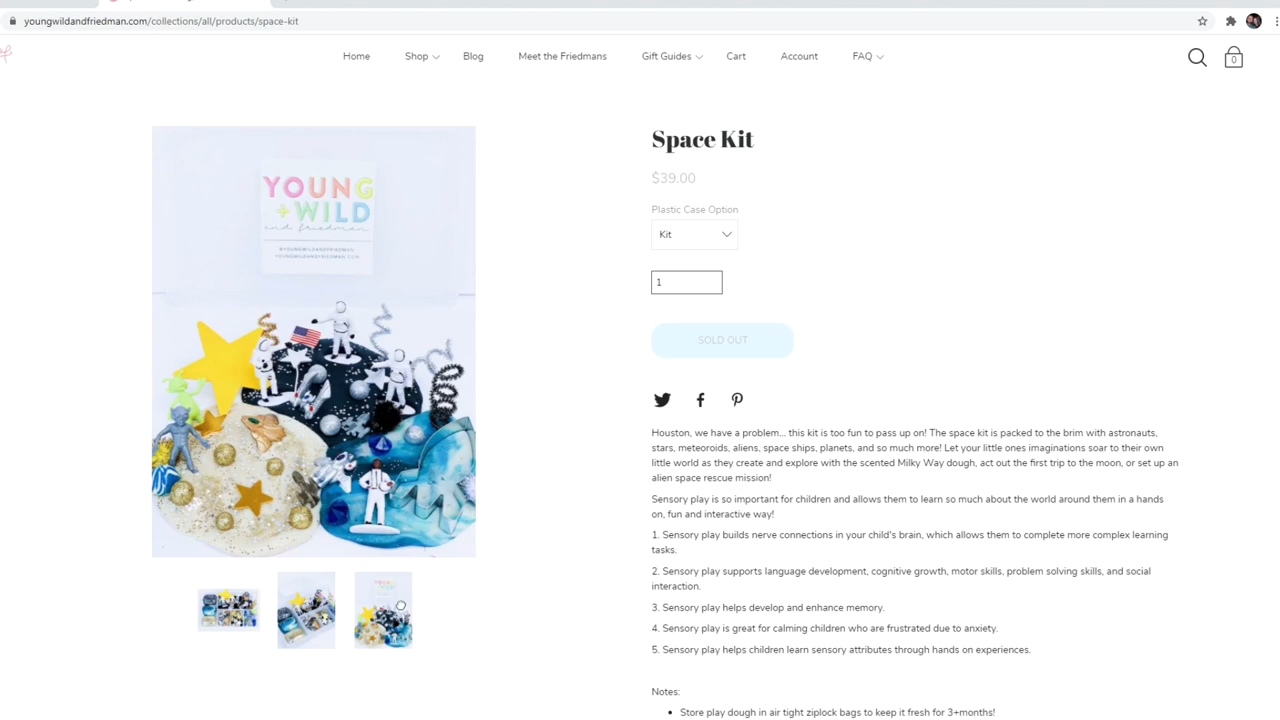 youngwildandfriedman.com/collections/all/products/space-kit
Home Shop Blog Meet the Friedmans Gift Guides Cart Account FAQ
0
Space Kit
$39.00
Plastic Case Option
Kit
1
SOLD OUT
Houston, we have a problem... this kit is too fun to pass up on! The space kit is packed to the brim with astronauts,
stars, meteoroids, aliens, space ships, planets, and so much more! Let your little ones imaginations soar to their own
little world as they create and explore with the scented Milky Way dough, act out the first trip to the moon, or set up an
alien space rescue mission!
Sensory play is so important for children and allows them to learn so much about the world around them in a hands
on, fun and interactive way!
1. Sensory play builds nerve connections in your child's brain, which allows them to complete more complex learning
tasks.
2. Sensory play supports language development, cognitive growth, motor skills, problem solving skills, and social
interaction.
3. Sensory play helps develop and enhance memory.
4. Sensory play is great for calming children who are frustrated due to anxiety.
5. Sensory play helps children learn sensory attributes through hands on experiences.
Notes:
• Store play dough in air tight ziplock bags to keep it fresh for 3+months!
YOUNG
+WILD
and friedman
@YOUNGWILDANDFRIEDMAN
YOUNGWILDANDFRIEDMAN.COM